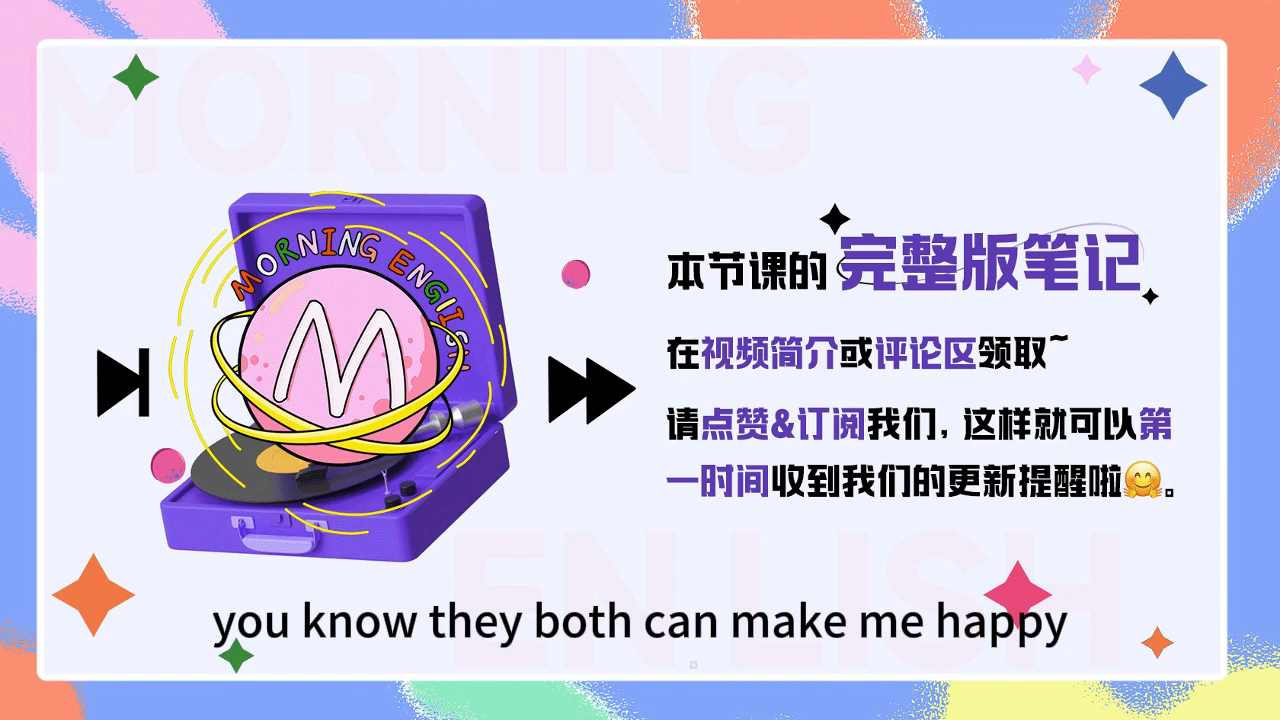 MORNING
MORNING ENGLISH
M
本节课的 完整版笔记
在视频简介或评论区领取~
请点赞&订阅我们, 这样就可以第
一时间收到我们的更新提醒啦🤗。
EN LISH
you know they both can make me happy